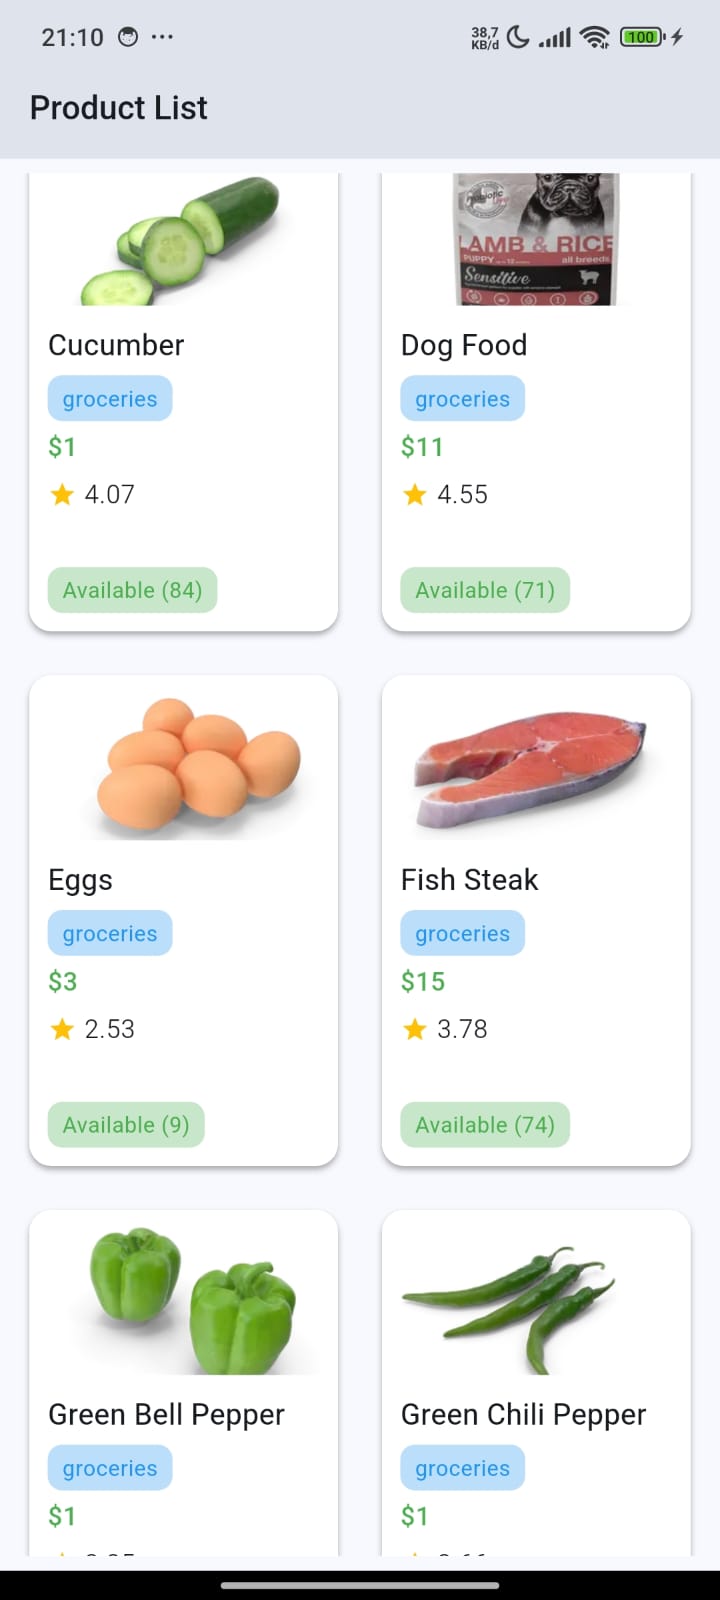 21:10
38,7
KB/d
100
Product List
LAMB & RICE
PUPPY
all breeds
Sensitive
Cucumber
Dog Food
groceries
groceries
$1
$11
4.07
4.55
Available (84)
Available (71)
Eggs
Fish Steak
groceries
groceries
$3
$15
2.53
3.78
Available (9)
Available (74)
Green Bell Pepper
Green Chili Pepper
groceries
groceries
$1
$1